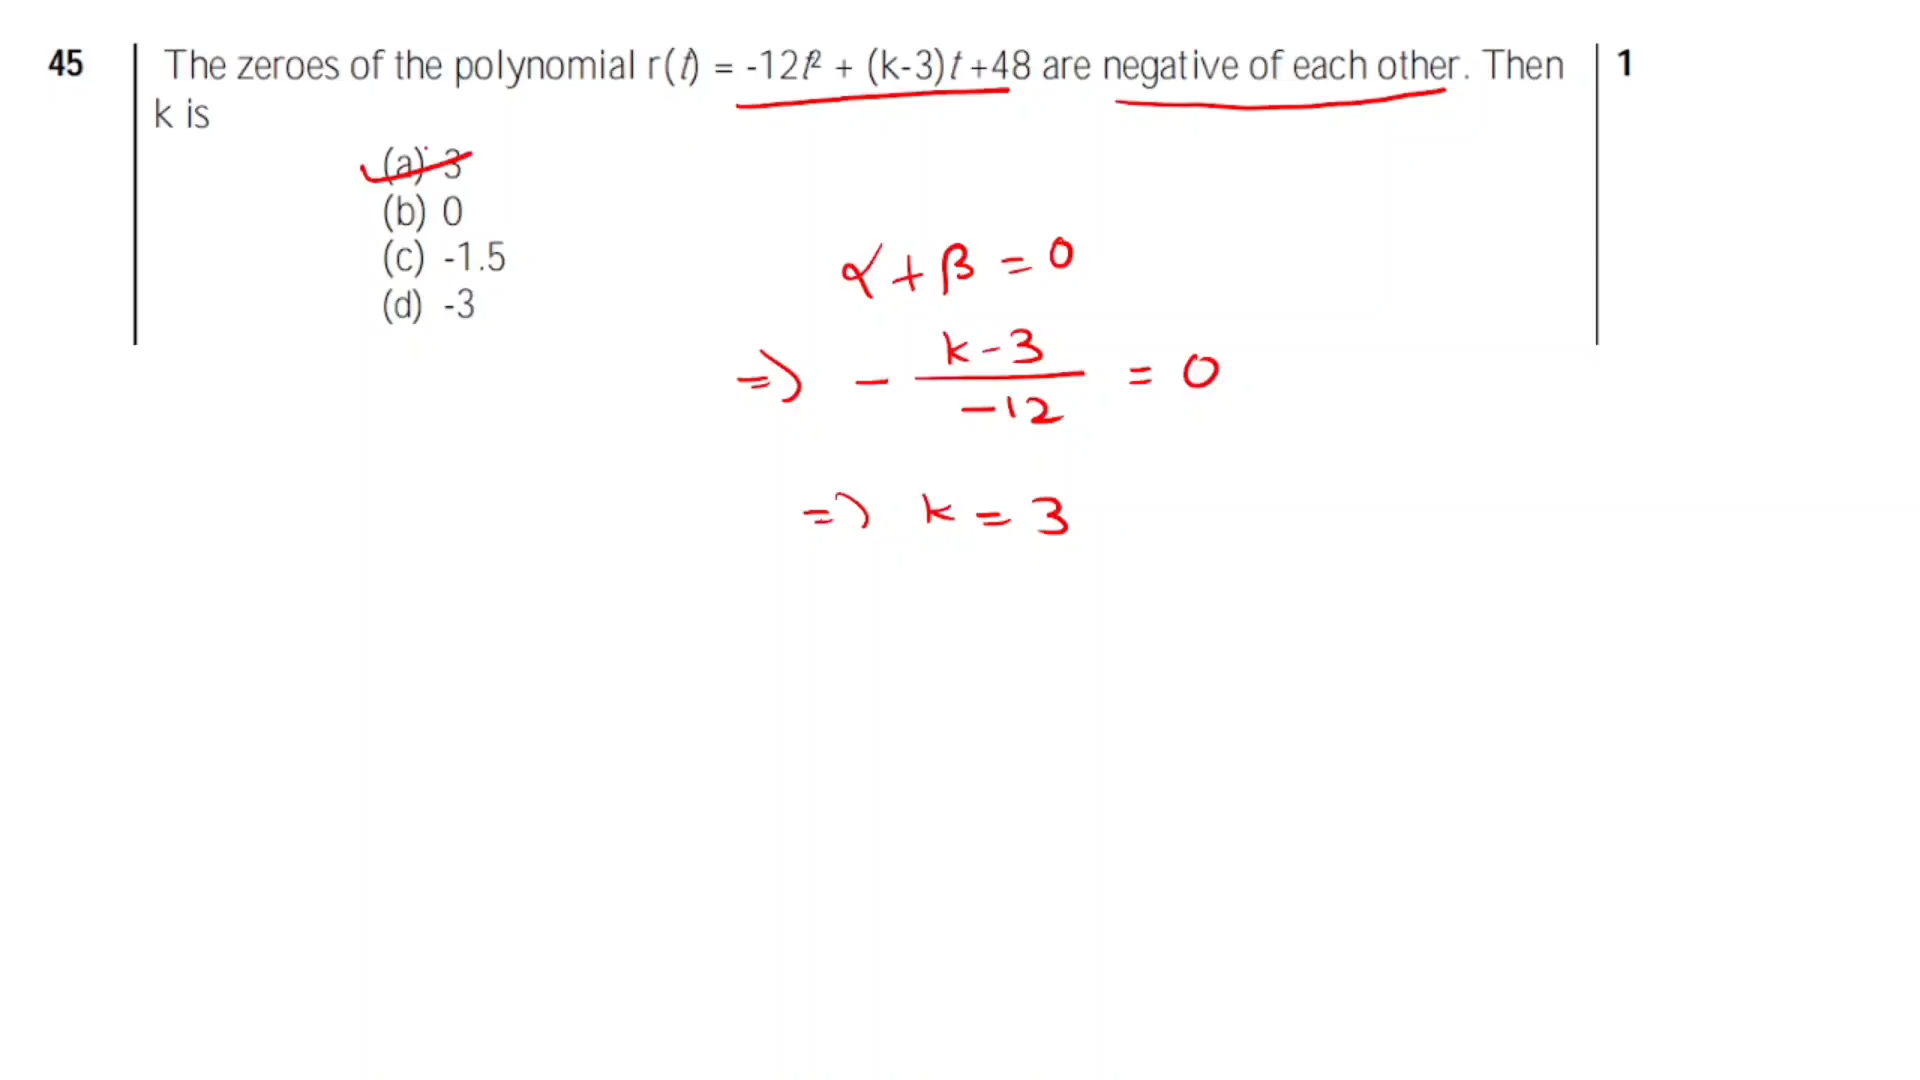 45 The zeroes of the polynomial r(t) = -12t² + (k-3)t +48 are negative of each other. Then 1
k is
(a) 3
(b) 0
(c) -1.5
(d) -3
α + β = 0
⇒ - k-3 / -12 = 0
⇒ k = 3